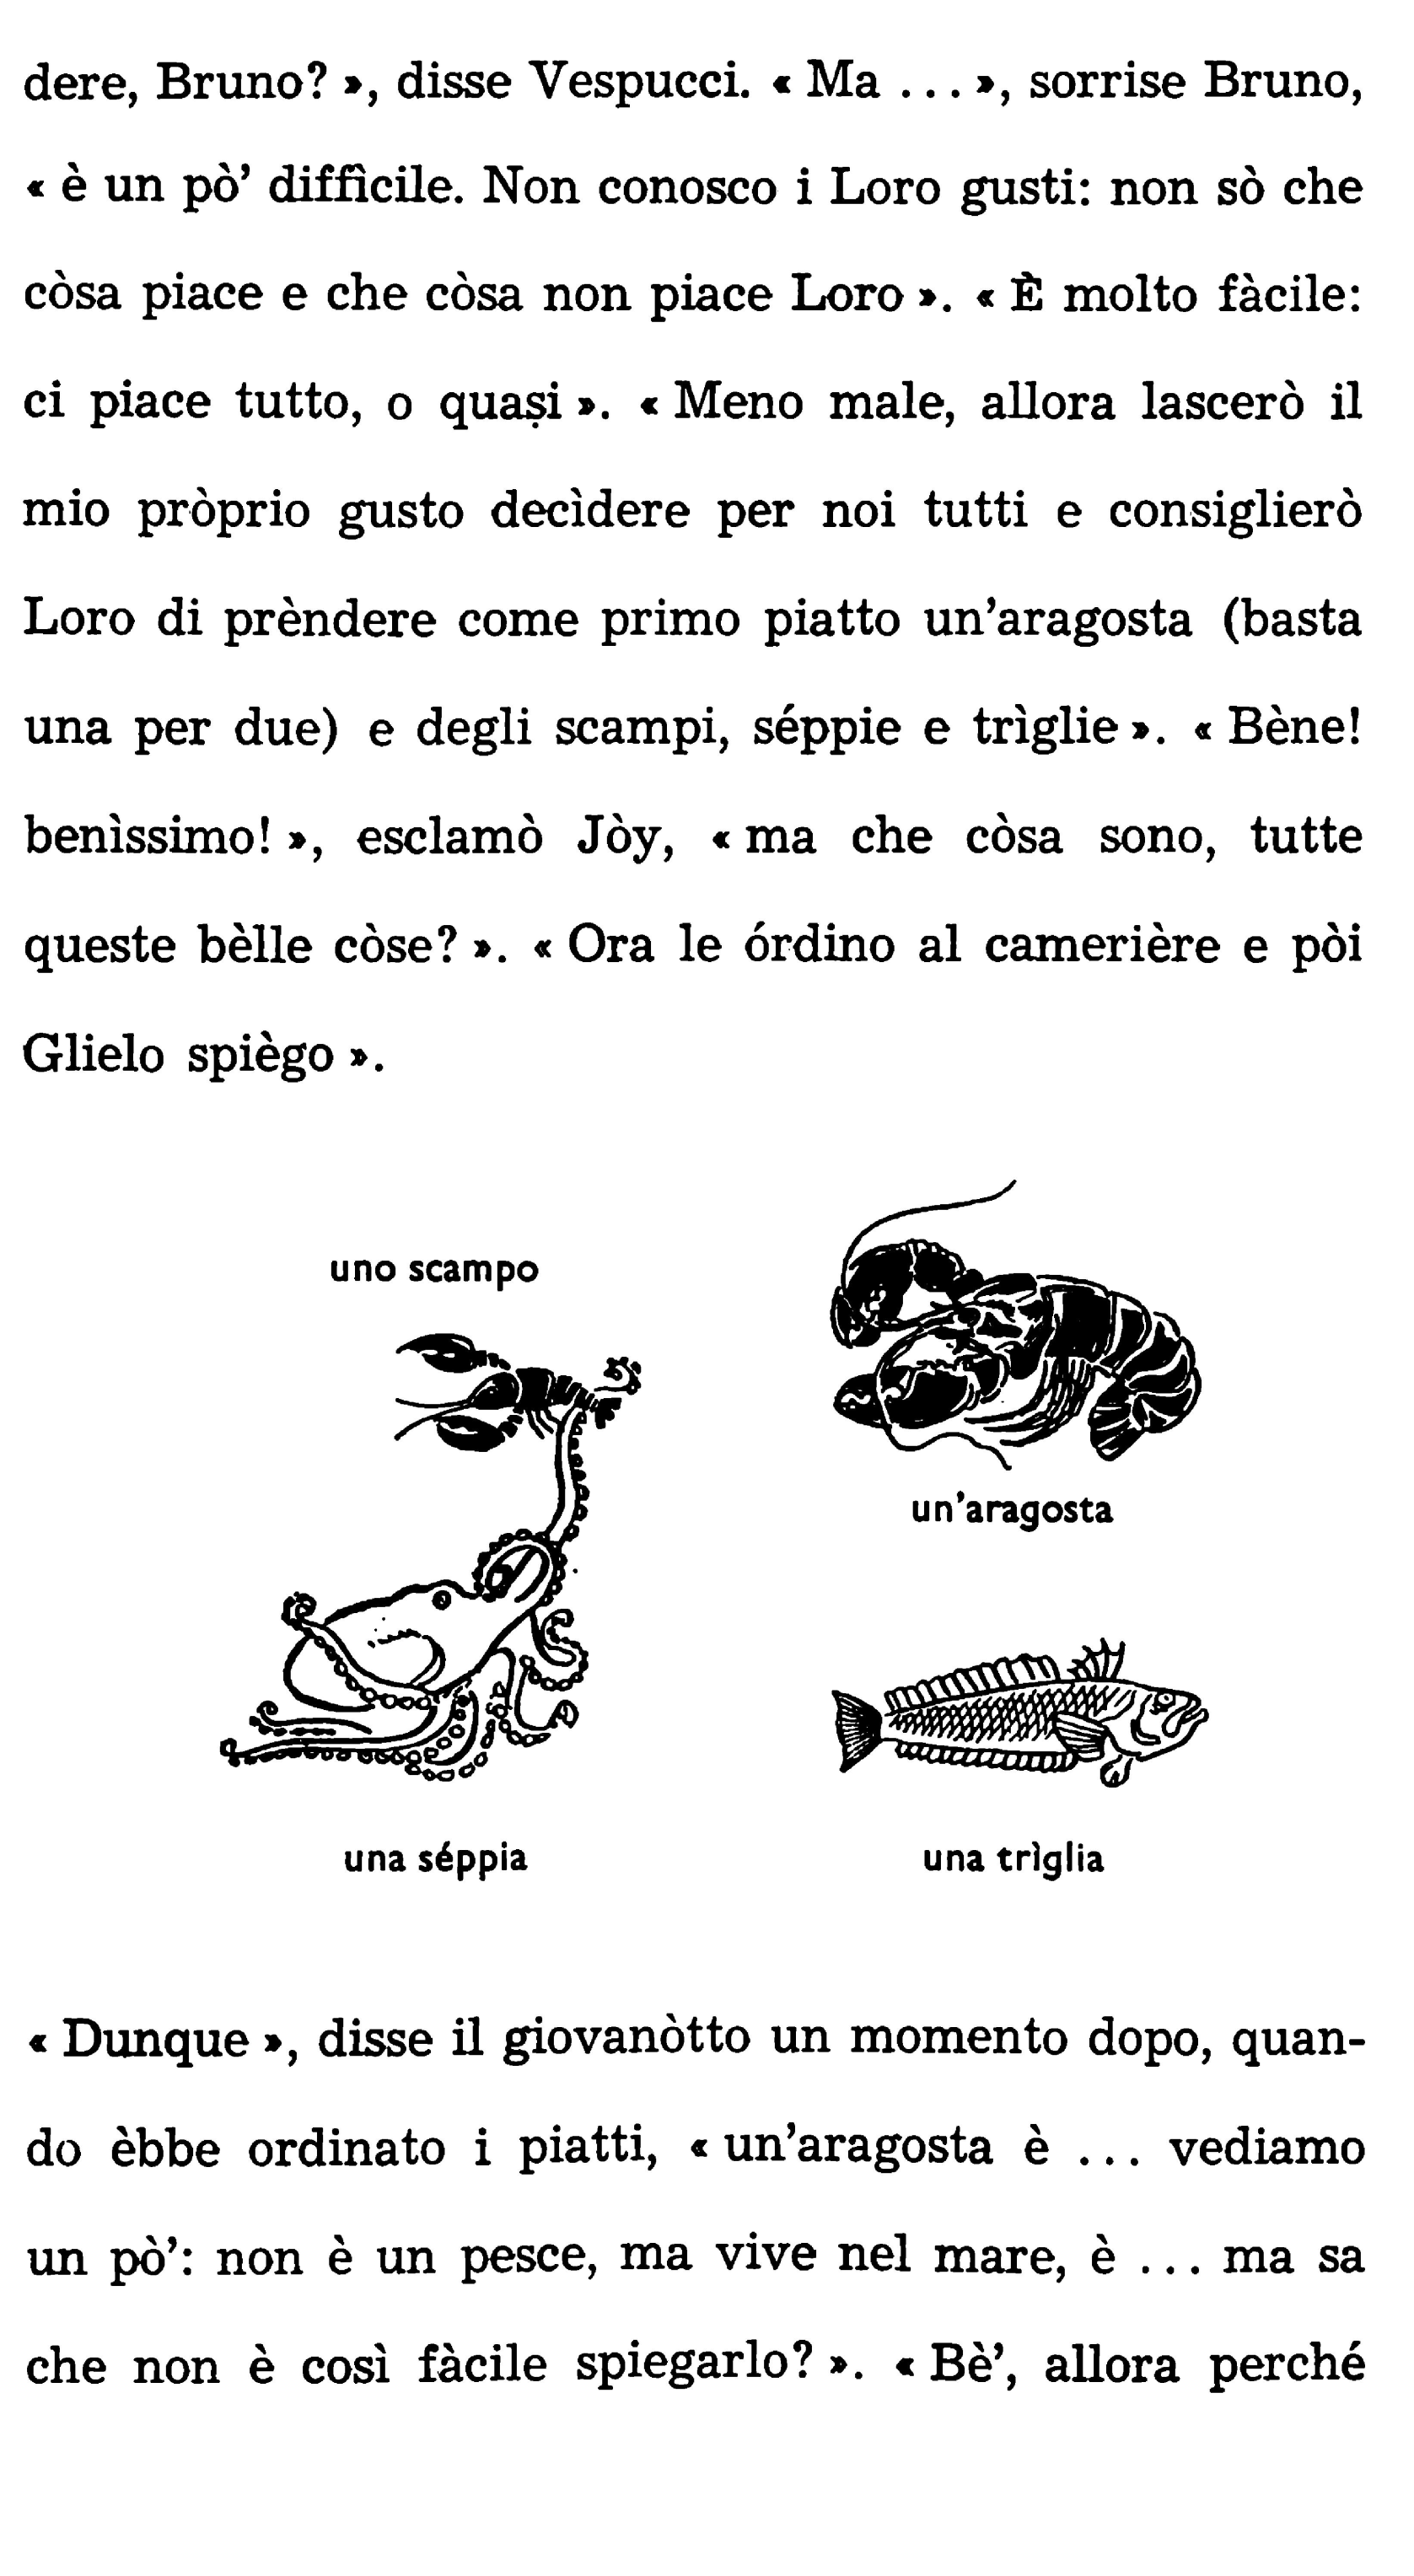 dere, Bruno? », disse Vespucci. « Ma ... », sorrise Bruno,
« è un pò’ diffìcile. Non conosco i Loro gusti: non sò che
còsa piace e che còsa non piace Loro ». « È molto fàcile:
ci piace tutto, o quaṣi ». « Meno male, allora lascerò il
mio pròprio gusto decìdere per noi tutti e consiglierò
Loro di prèndere come primo piatto un’aragosta (basta
una per due) e degli scampi, séppie e trìglie ». « Bène!
benìssimo! », esclamò Jòy, « ma che còsa sono, tutte
queste bèlle còse? ». « Ora le órdino al camerière e pòi
Glielo spiègo ».
uno scampo
un’aragosta
una séppia
una trìglia
« Dunque », disse il giovanòtto un momento dopo, quan-
do èbbe ordinato i piatti, « un’aragosta è ... vediamo
un pò’: non è un pesce, ma vive nel mare, è ... ma sa
che non è così fàcile spiegarlo? ». « Bè’, allora perché